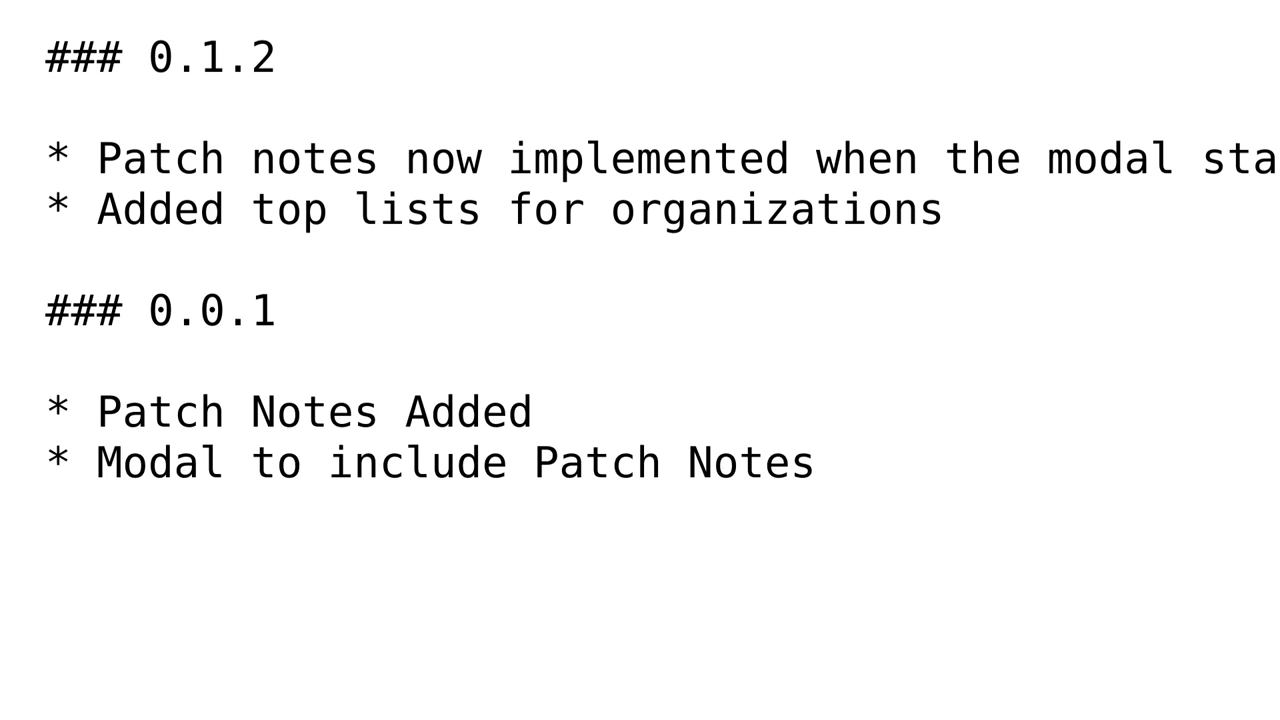 ### 0.1.2
* Patch notes now implemented when the modal
* Added top lists for organizations
### 0.0.1
* Patch Notes Added
* Modal to include Patch Notes